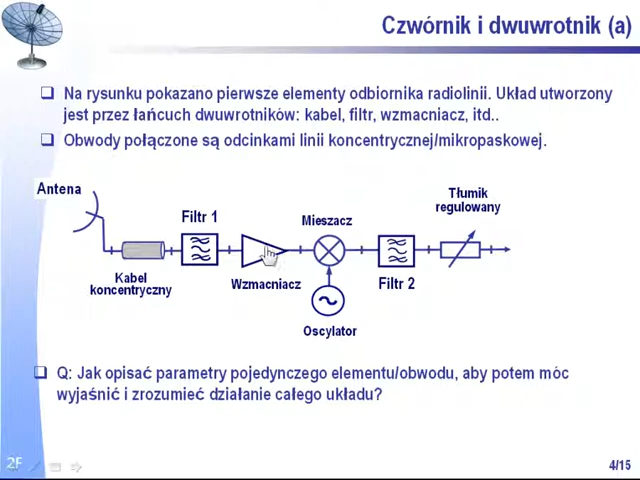 Czwórnik i dwuwrotnik (a)
Na rysunku pokazano pierwsze elementy odbiornika radiolinii. Układ utworzony
jest przez łańcuch dwuwrotników: kabel, filtr, wzmacniacz, itd..
Obwody połączone są odcinkami linii koncentrycznej/mikropaskowej.
Antena
Kabel
koncentryczny
Filtr 1
Wzmacniacz
Mieszacz
Oscylator
Filtr 2
Tłumik
regulowany
Q: Jak opisać parametry pojedynczego elementu/obwodu, aby potem móc
wyjaśnić i zrozumieć działanie całego układu?
4/15